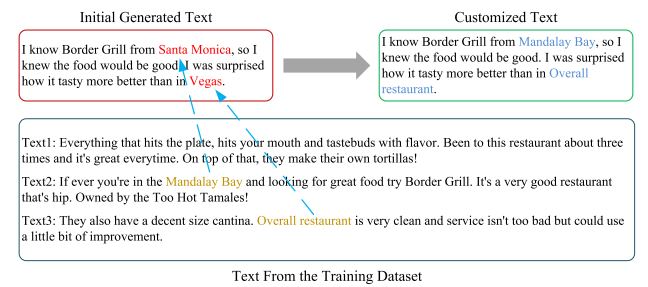 Initial Generated Text
I know Border Grill from Santa Monica, so I
knew the food would be good. I was surprised
how it tasty more better than in Vegas.
Customized Text
I know Border Grill from Mandalay Bay, so I
knew the food would be good. I was surprised
how it tasty more better than in Overall
restaurant.
Text1: Everything that hits the plate, hits your mouth and tastebuds with flavor. Been to this restaurant about three
times and it's great everytime. On top of that, they make their own tortillas!
Text2: If ever you're in the Mandalay Bay and looking for great food try Border Grill. It's a very good restaurant
that's hip. Owned by the Too Hot Tamales!
Text3: They also have a decent size cantina. Overall restaurant is very clean and service isn't too bad but could use
a little bit of improvement.
Text From the Training Dataset